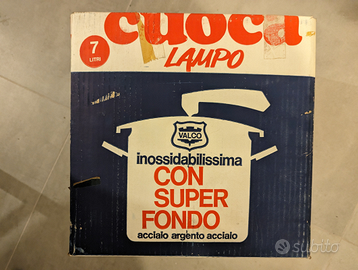 cuoca
7
LITRI
LAMPO
VALCO
inossidabilissima
CON
SUPER
FONDO
acciaio argento acciaio
subito